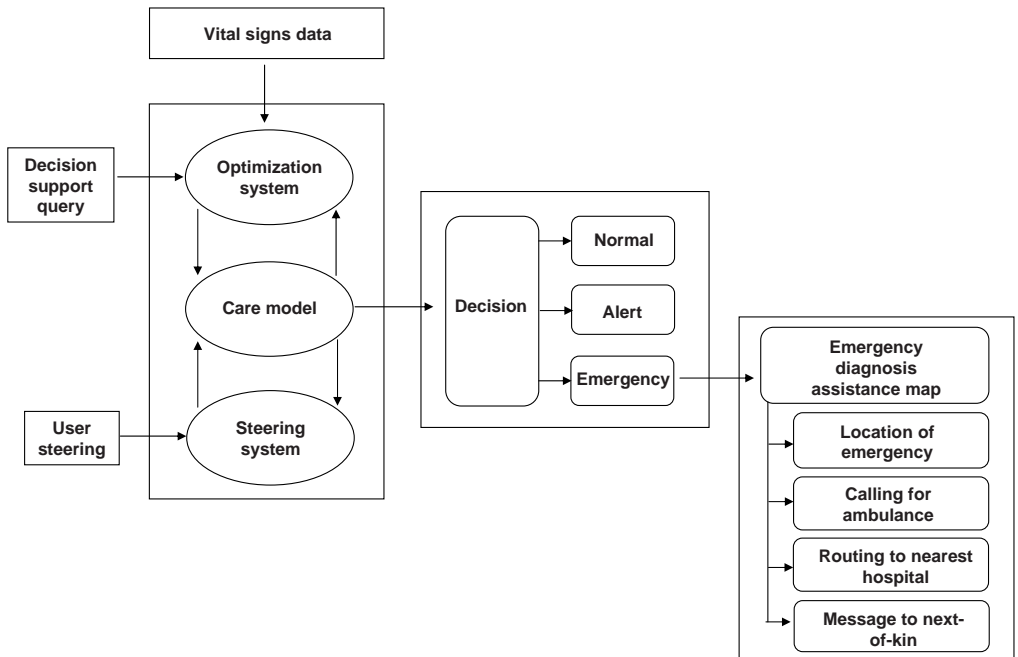 Vital signs data
Decision
support
query
Optimization
system
Care model
User
steering
Steering
system
Decision
Normal
Alert
Emergency
Emergency
diagnosis
assistance map
Location of
emergency
Calling for
ambulance
Routing to nearest
hospital
Message to next-
of-kin